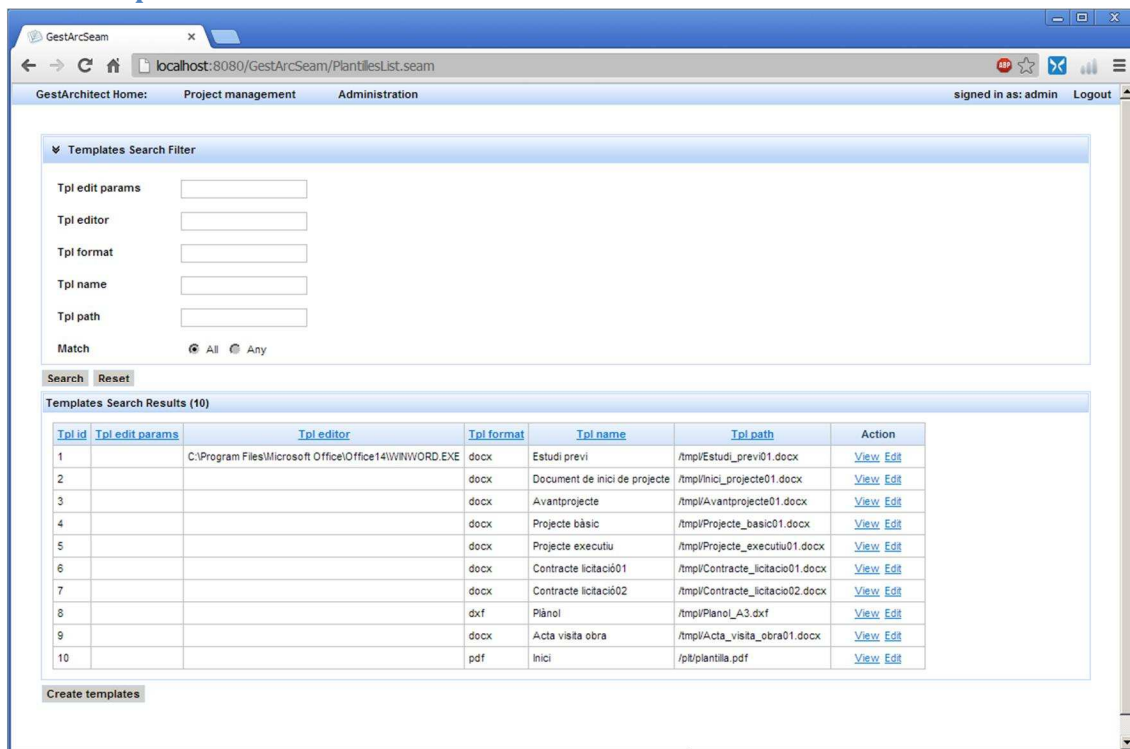 GestArcSeam
localhost:8080/GestArcSeam/PlantillesList.seam
ABP
GestArchitect Home: Project management Administration signed in as: admin Logout
Templates Search Filter
Tpl edit params
Tpl editor
Tpl format
Tpl name
Tpl path
Match All Any
Search Reset
Templates Search Results (10)
Tpl id Tpl edit params Tpl editor Tpl format Tpl name Tpl path Action
1 C:\Program Files\Microsoft Office\Office14\WINWORD.EXE docx Estudi previ /tmpl/Estudi_previ01.docx View Edit
2 docx Document de inici de projecte /tmpl/Inici_projecte01.docx View Edit
3 docx Avantprojecte /tmpl/Avantprojecte01.docx View Edit
4 docx Projecte bàsic /tmpl/Projecte_basic01.docx View Edit
5 docx Projecte executiu /tmpl/Projecte_executiu01.docx View Edit
6 docx Contracte licitació01 /tmpl/Contracte_licitacio01.docx View Edit
7 docx Contracte licitació02 /tmpl/Contracte_licitacio02.docx View Edit
8 dxf Plànol /tmpl/Planol_A3.dxf View Edit
9 docx Acta visita obra /tmpl/Acta_visita_obra01.docx View Edit
10 pdf Inici /plt/plantilla.pdf View Edit
Create templates